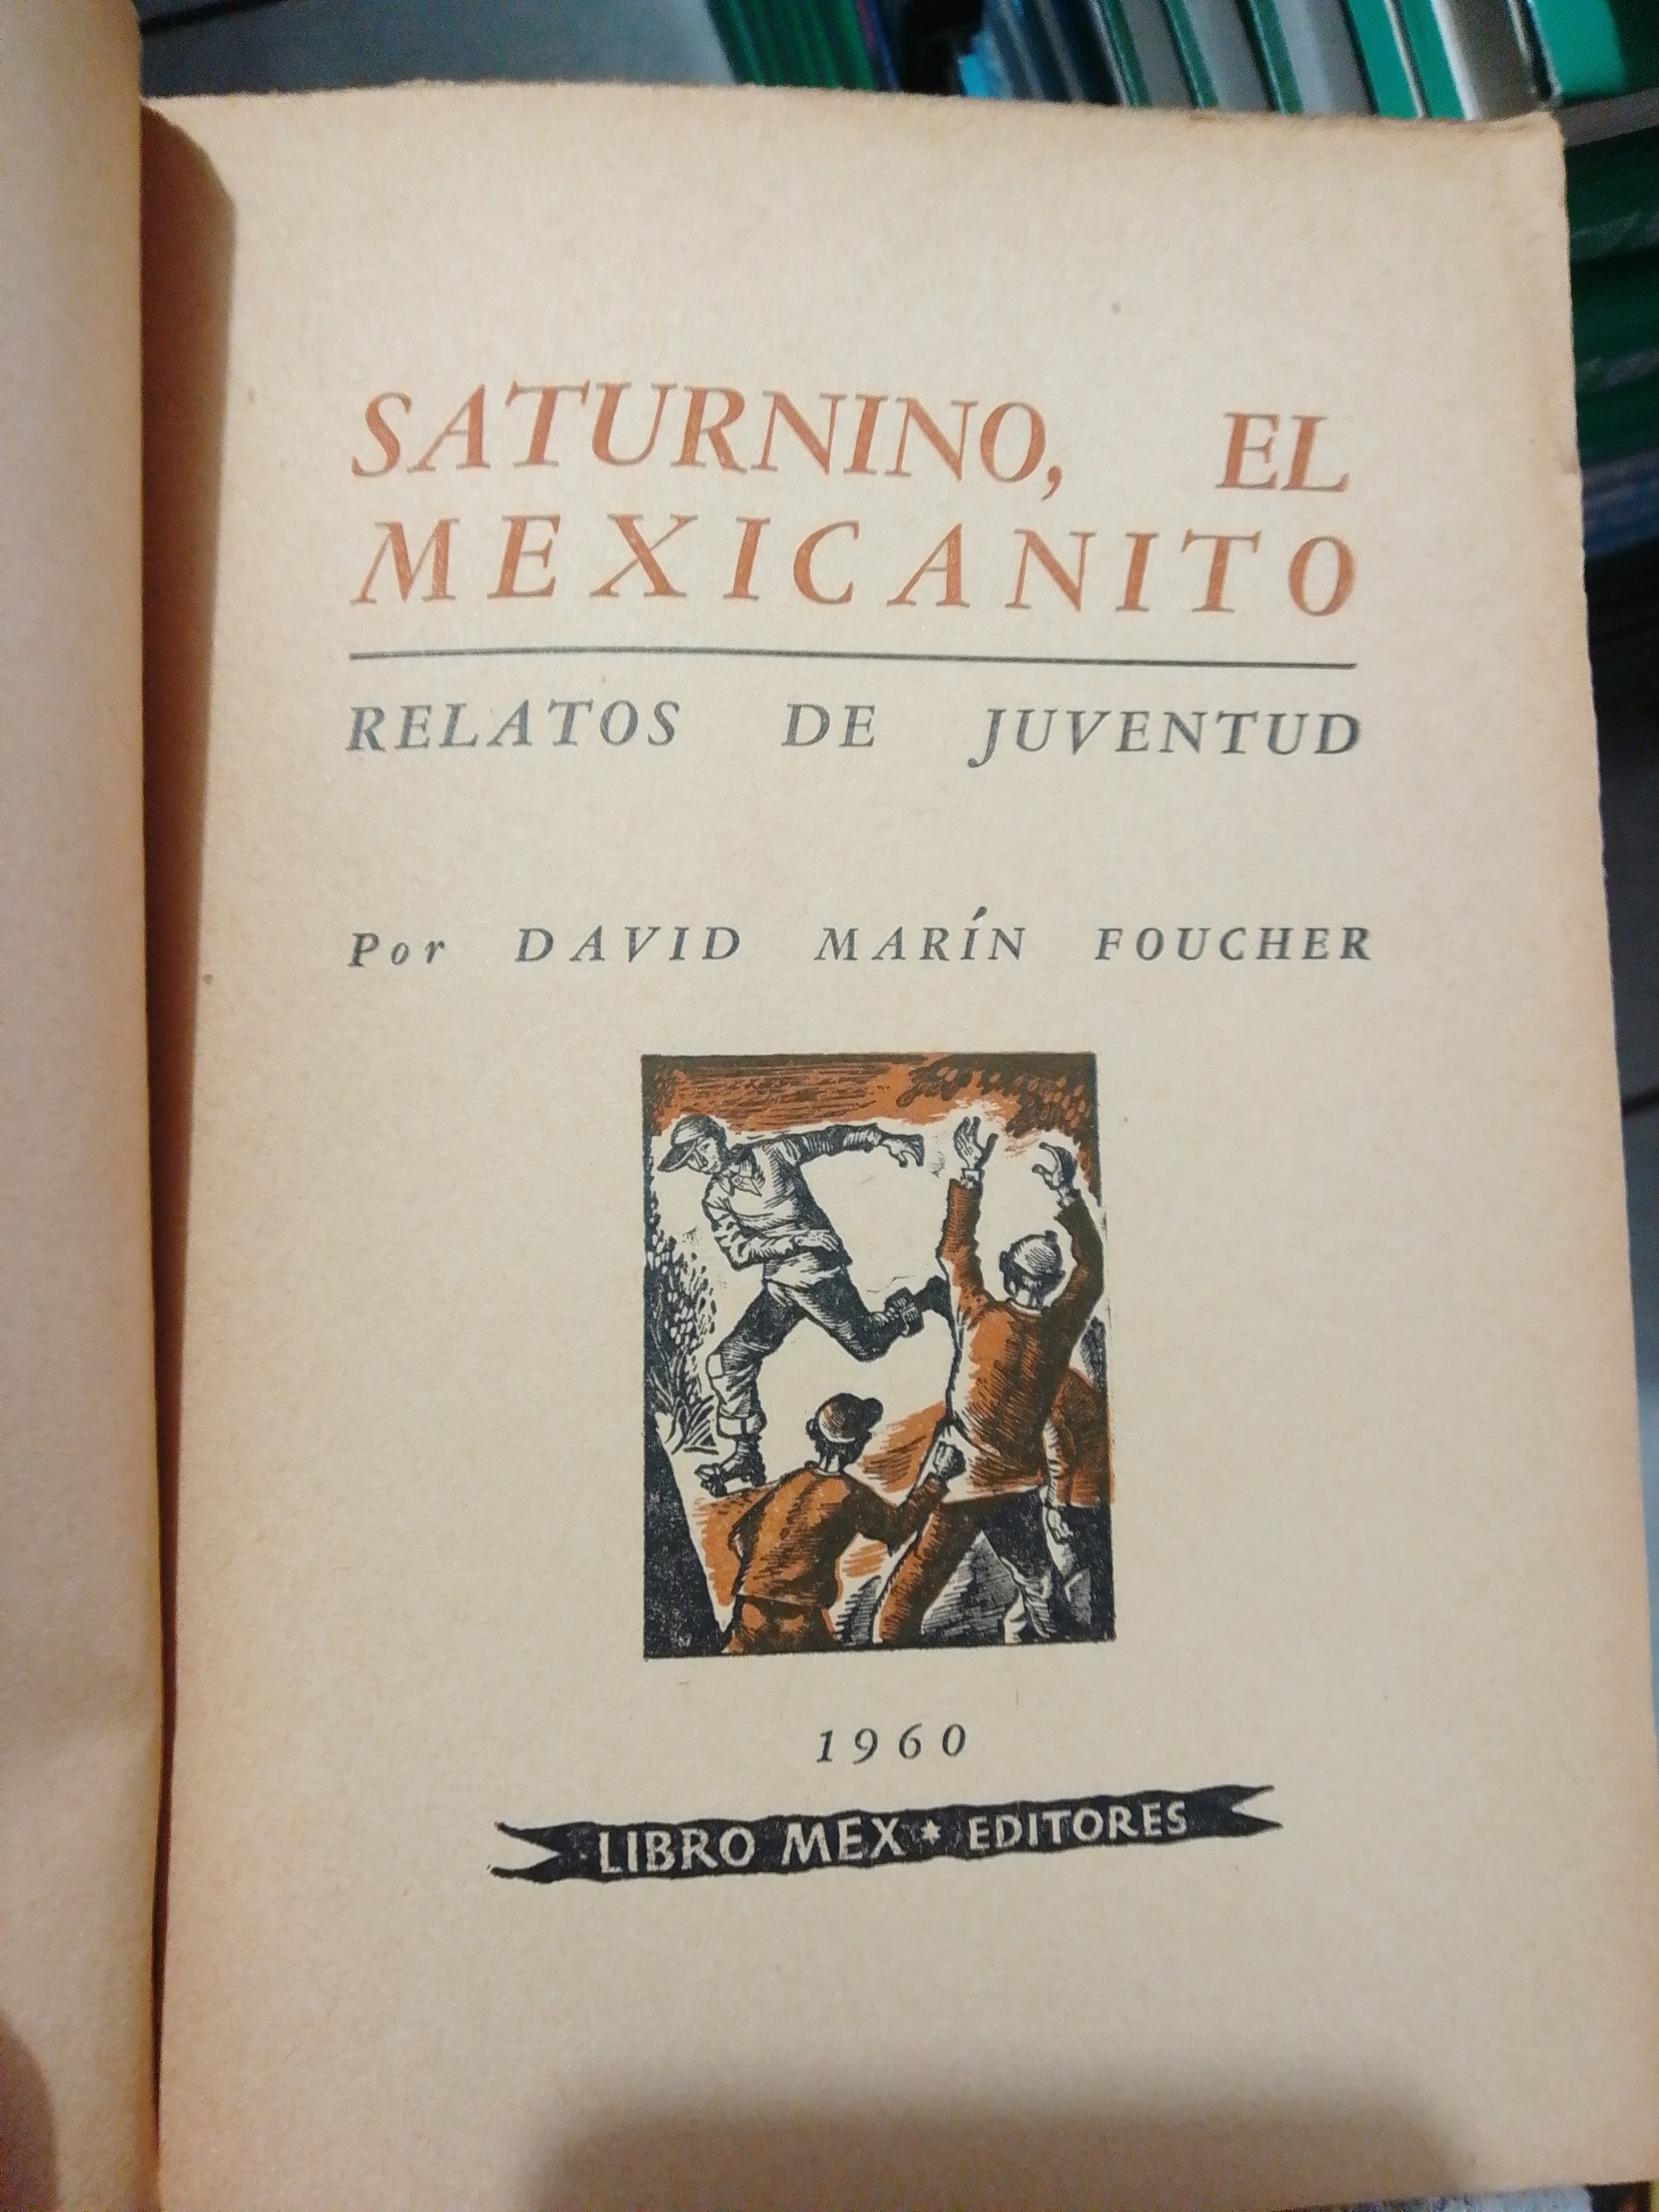 SATURNINO, EL
MEXICANITO
RELATOS DE JUVENTUD
Por DAVID MARÍN FOUCHER
1960
LIBRO MEX * EDITORES